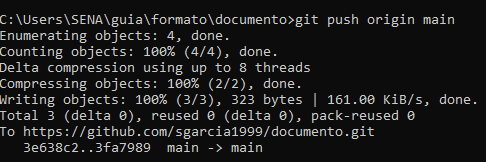 C:\Users\SENA\guia\formato\documento>git push origin main
Enumerating objects: 4, done.
Counting objects: 100% (4/4), done.
Delta compression using up to 8 threads
Compressing objects: 100% (2/2), done.
Writing objects: 100% (3/3), 323 bytes | 161.00 KiB/s, done.
Total 3 (delta 0), reused 0 (delta 0), pack-reused 0
To https://github.com/sgarcia1999/documento.git
   3e638c2..3fa7989  main -> main